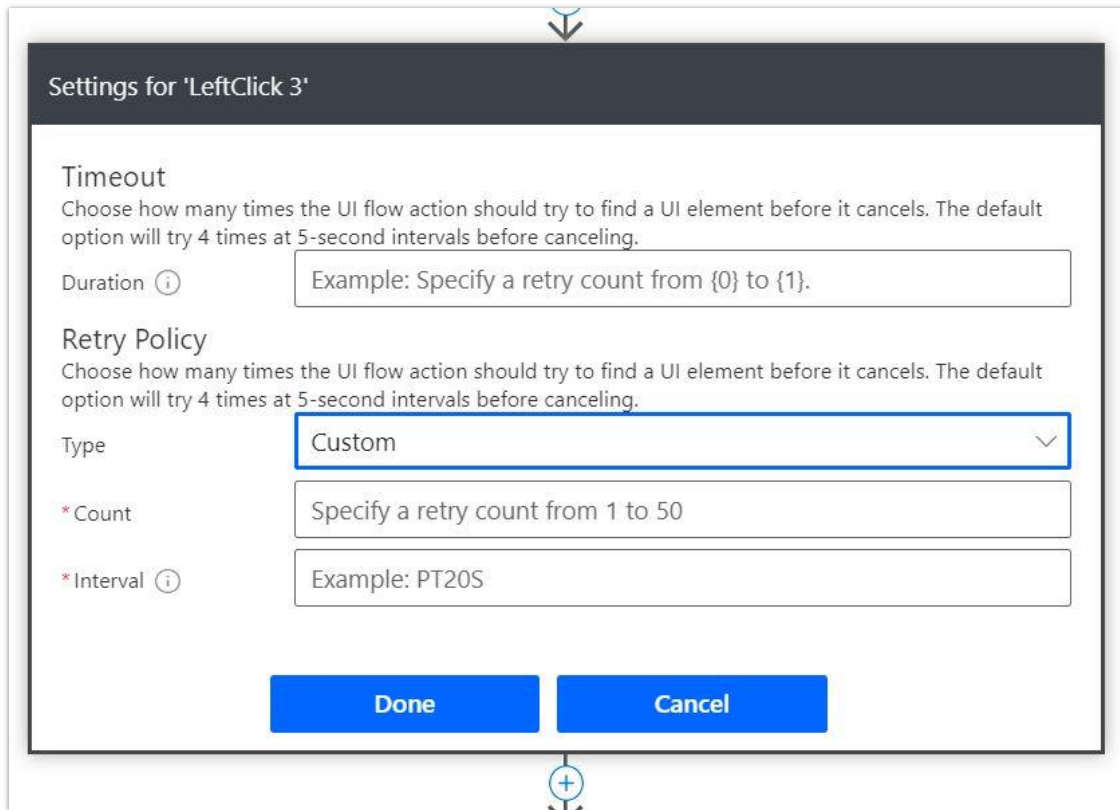 Settings for 'LeftClick 3'
Timeout
Choose how many times the UI flow action should try to find a UI element before it cancels. The default
option will try 4 times at 5-second intervals before canceling.
Duration
Example: Specify a retry count from {0} to {1}.
Retry Policy
Choose how many times the UI flow action should try to find a UI element before it cancels. The default
option will try 4 times at 5-second intervals before canceling.
Type
Custom
* Count
Specify a retry count from 1 to 50
* Interval
Example: PT20S
Done
Cancel